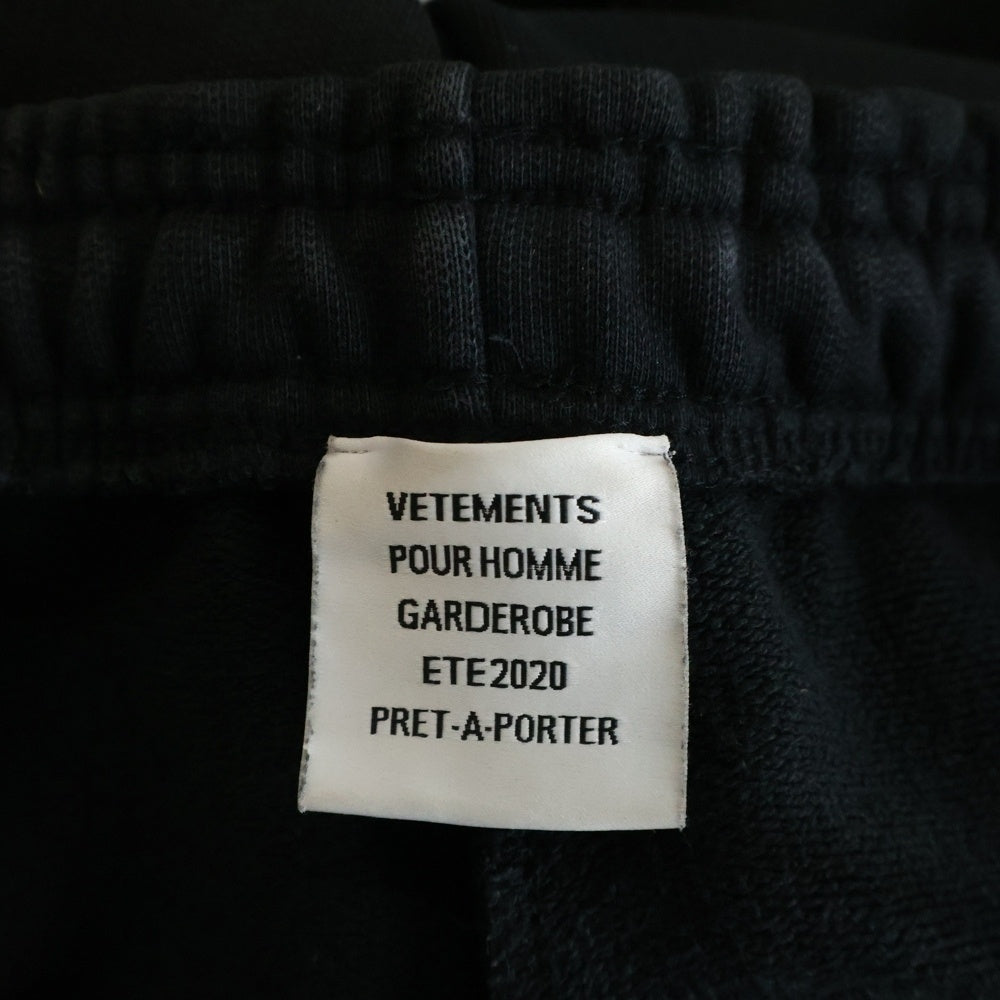 VETEMENTS
POUR HOMME
GARDEROBE
ETE2020
PRET-A-PORTER